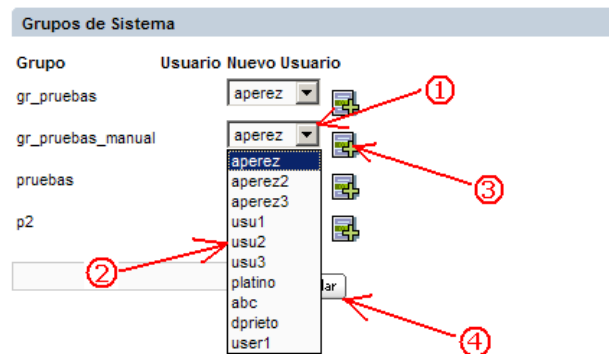 Grupos de Sistema
Grupo Usuario Nuevo Usuario
gr_pruebas aperez 1
gr_pruebas_manual aperez
aperez
pruebas aperez2 3
aperez3
p2 usu1
usu2
2 usu3
platino lar
abc
dprieto
user1 4